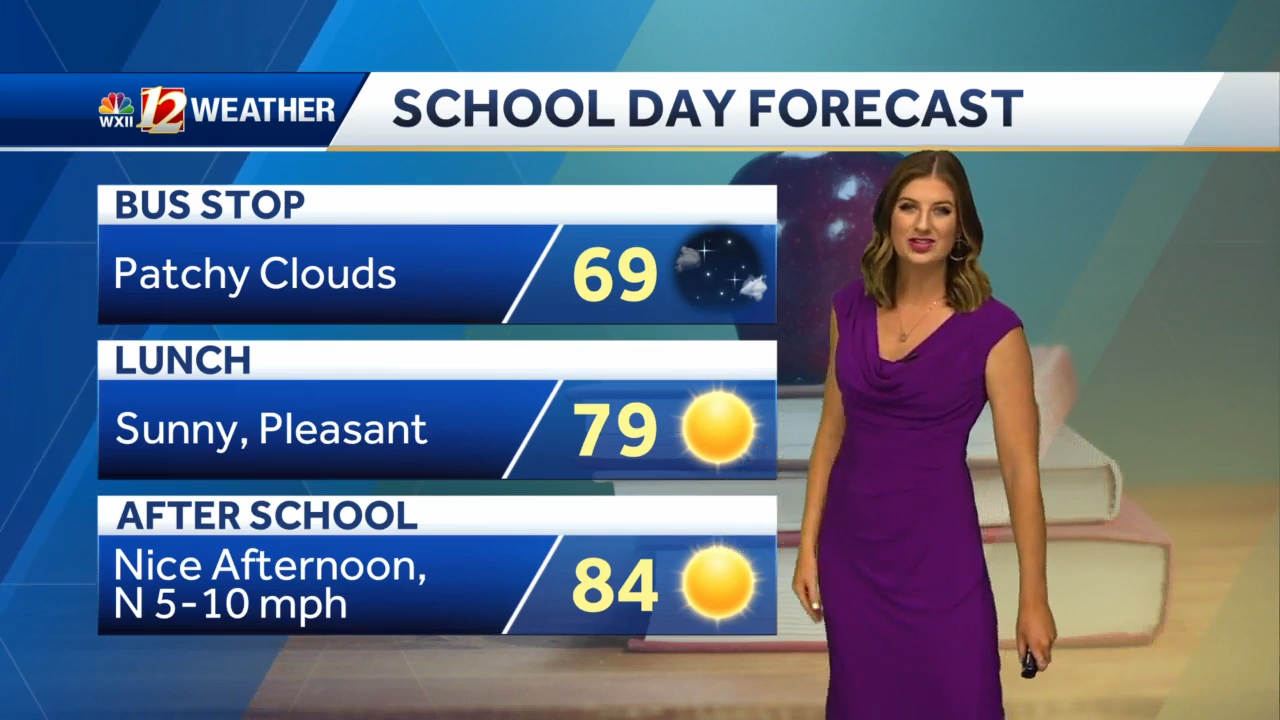 WXII 12 WEATHER
SCHOOL DAY FORECAST
BUS STOP
Patchy Clouds 69
LUNCH
Sunny, Pleasant 79
AFTER SCHOOL
Nice Afternoon,
N 5-10 mph 84